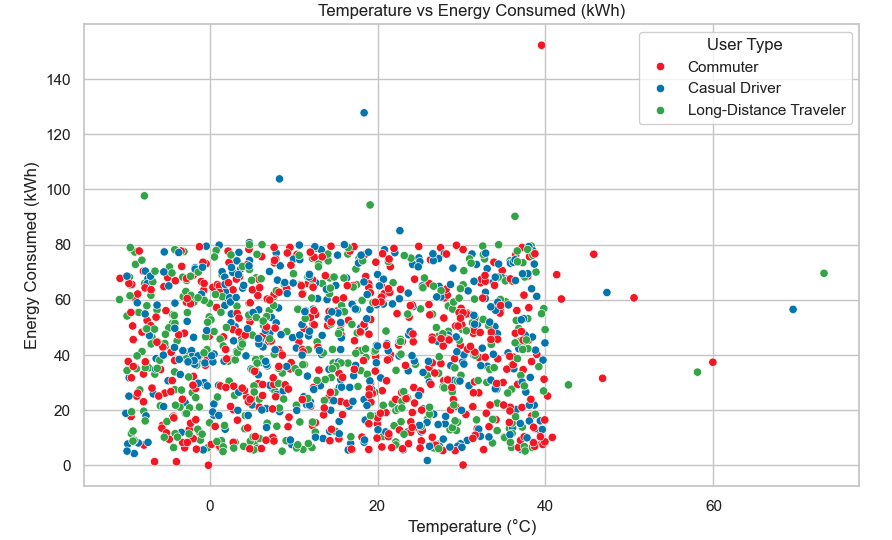 Temperature vs Energy Consumed (kWh)
User Type
Commuter
Casual Driver
Long-Distance Traveler
Energy Consumed (kWh)
140
120
100
80
60
40
20
0
0 20 40 60
Temperature (°C)